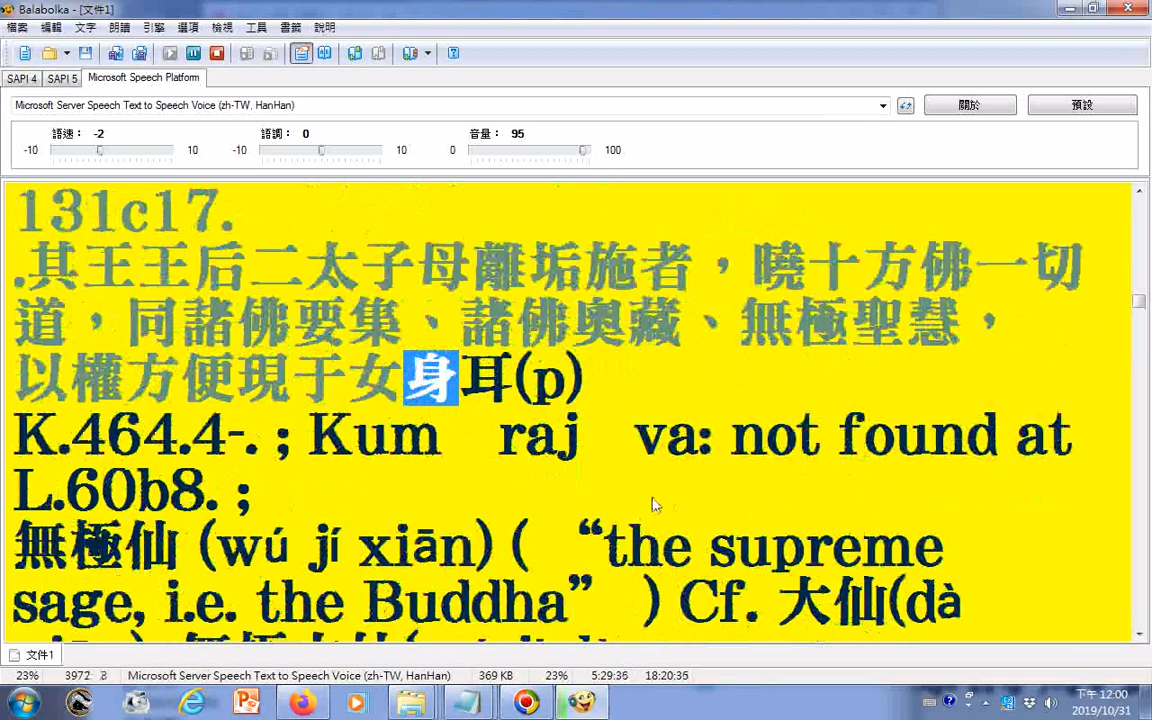 Balabolka - [文件1]
檔案 編輯 文字 朗讀 引擎 選項 檢視 工具 書籤 說明
SAPI 4 SAPI 5 Microsoft Speech Platform
Microsoft Server Speech Text to Speech Voice (zh-TW, HanHan) 關於 預設
語速： -2 語調： 0 音量： 95
-10 10 -10 10 0 100
131c17.
.其王王后二太子母離垢施者，曉十方佛一切
道，同諸佛要集、諸佛奧藏、無極聖慧，
以權方便現于女身耳(p)
K.464.4-. ; Kum raj va: not found at
L.60b8. ;
無極仙 (wú jí xiān) ( “the supreme
sage, i.e. the Buddha” ) Cf. 大仙(dà
文件1
23% 3972 Microsoft Server Speech Text to Speech Voice (zh-TW, HanHan) 369 KB 23% 5:29:36 18:20:35
下午 12:00
2019/10/31